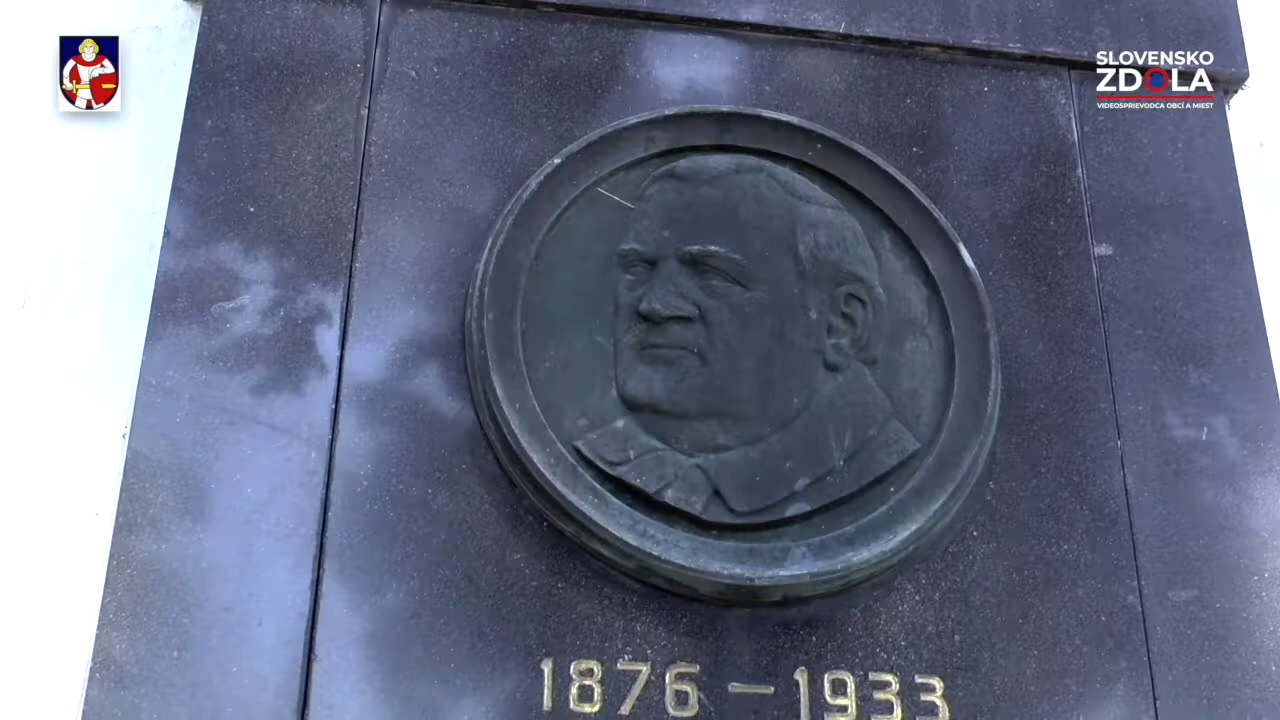 SLOVENSKO
ZDOLA
VIDEOSPRIEVODCA OBCÍ A MIEST
1876 – 1933